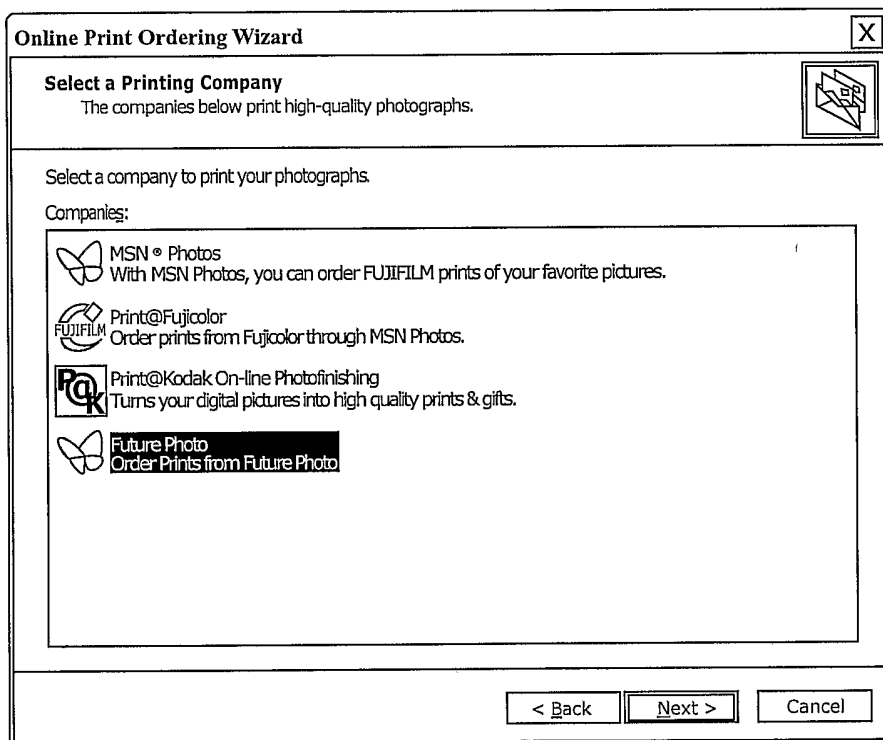 Online Print Ordering Wizard
X
Select a Printing Company
The companies below print high-quality photographs.
Select a company to print your photographs.
Companies:
MSN ® Photos
With MSN Photos, you can order FUJIFILM prints of your favorite pictures.
FUJIFILM
Print@Fujicolor
Order prints from Fujicolor through MSN Photos.
P@K
Print@Kodak On-line Photofinishing
Turns your digital pictures into high quality prints & gifts.
Future Photo
Order Prints from Future Photo
< Back
Next >
Cancel